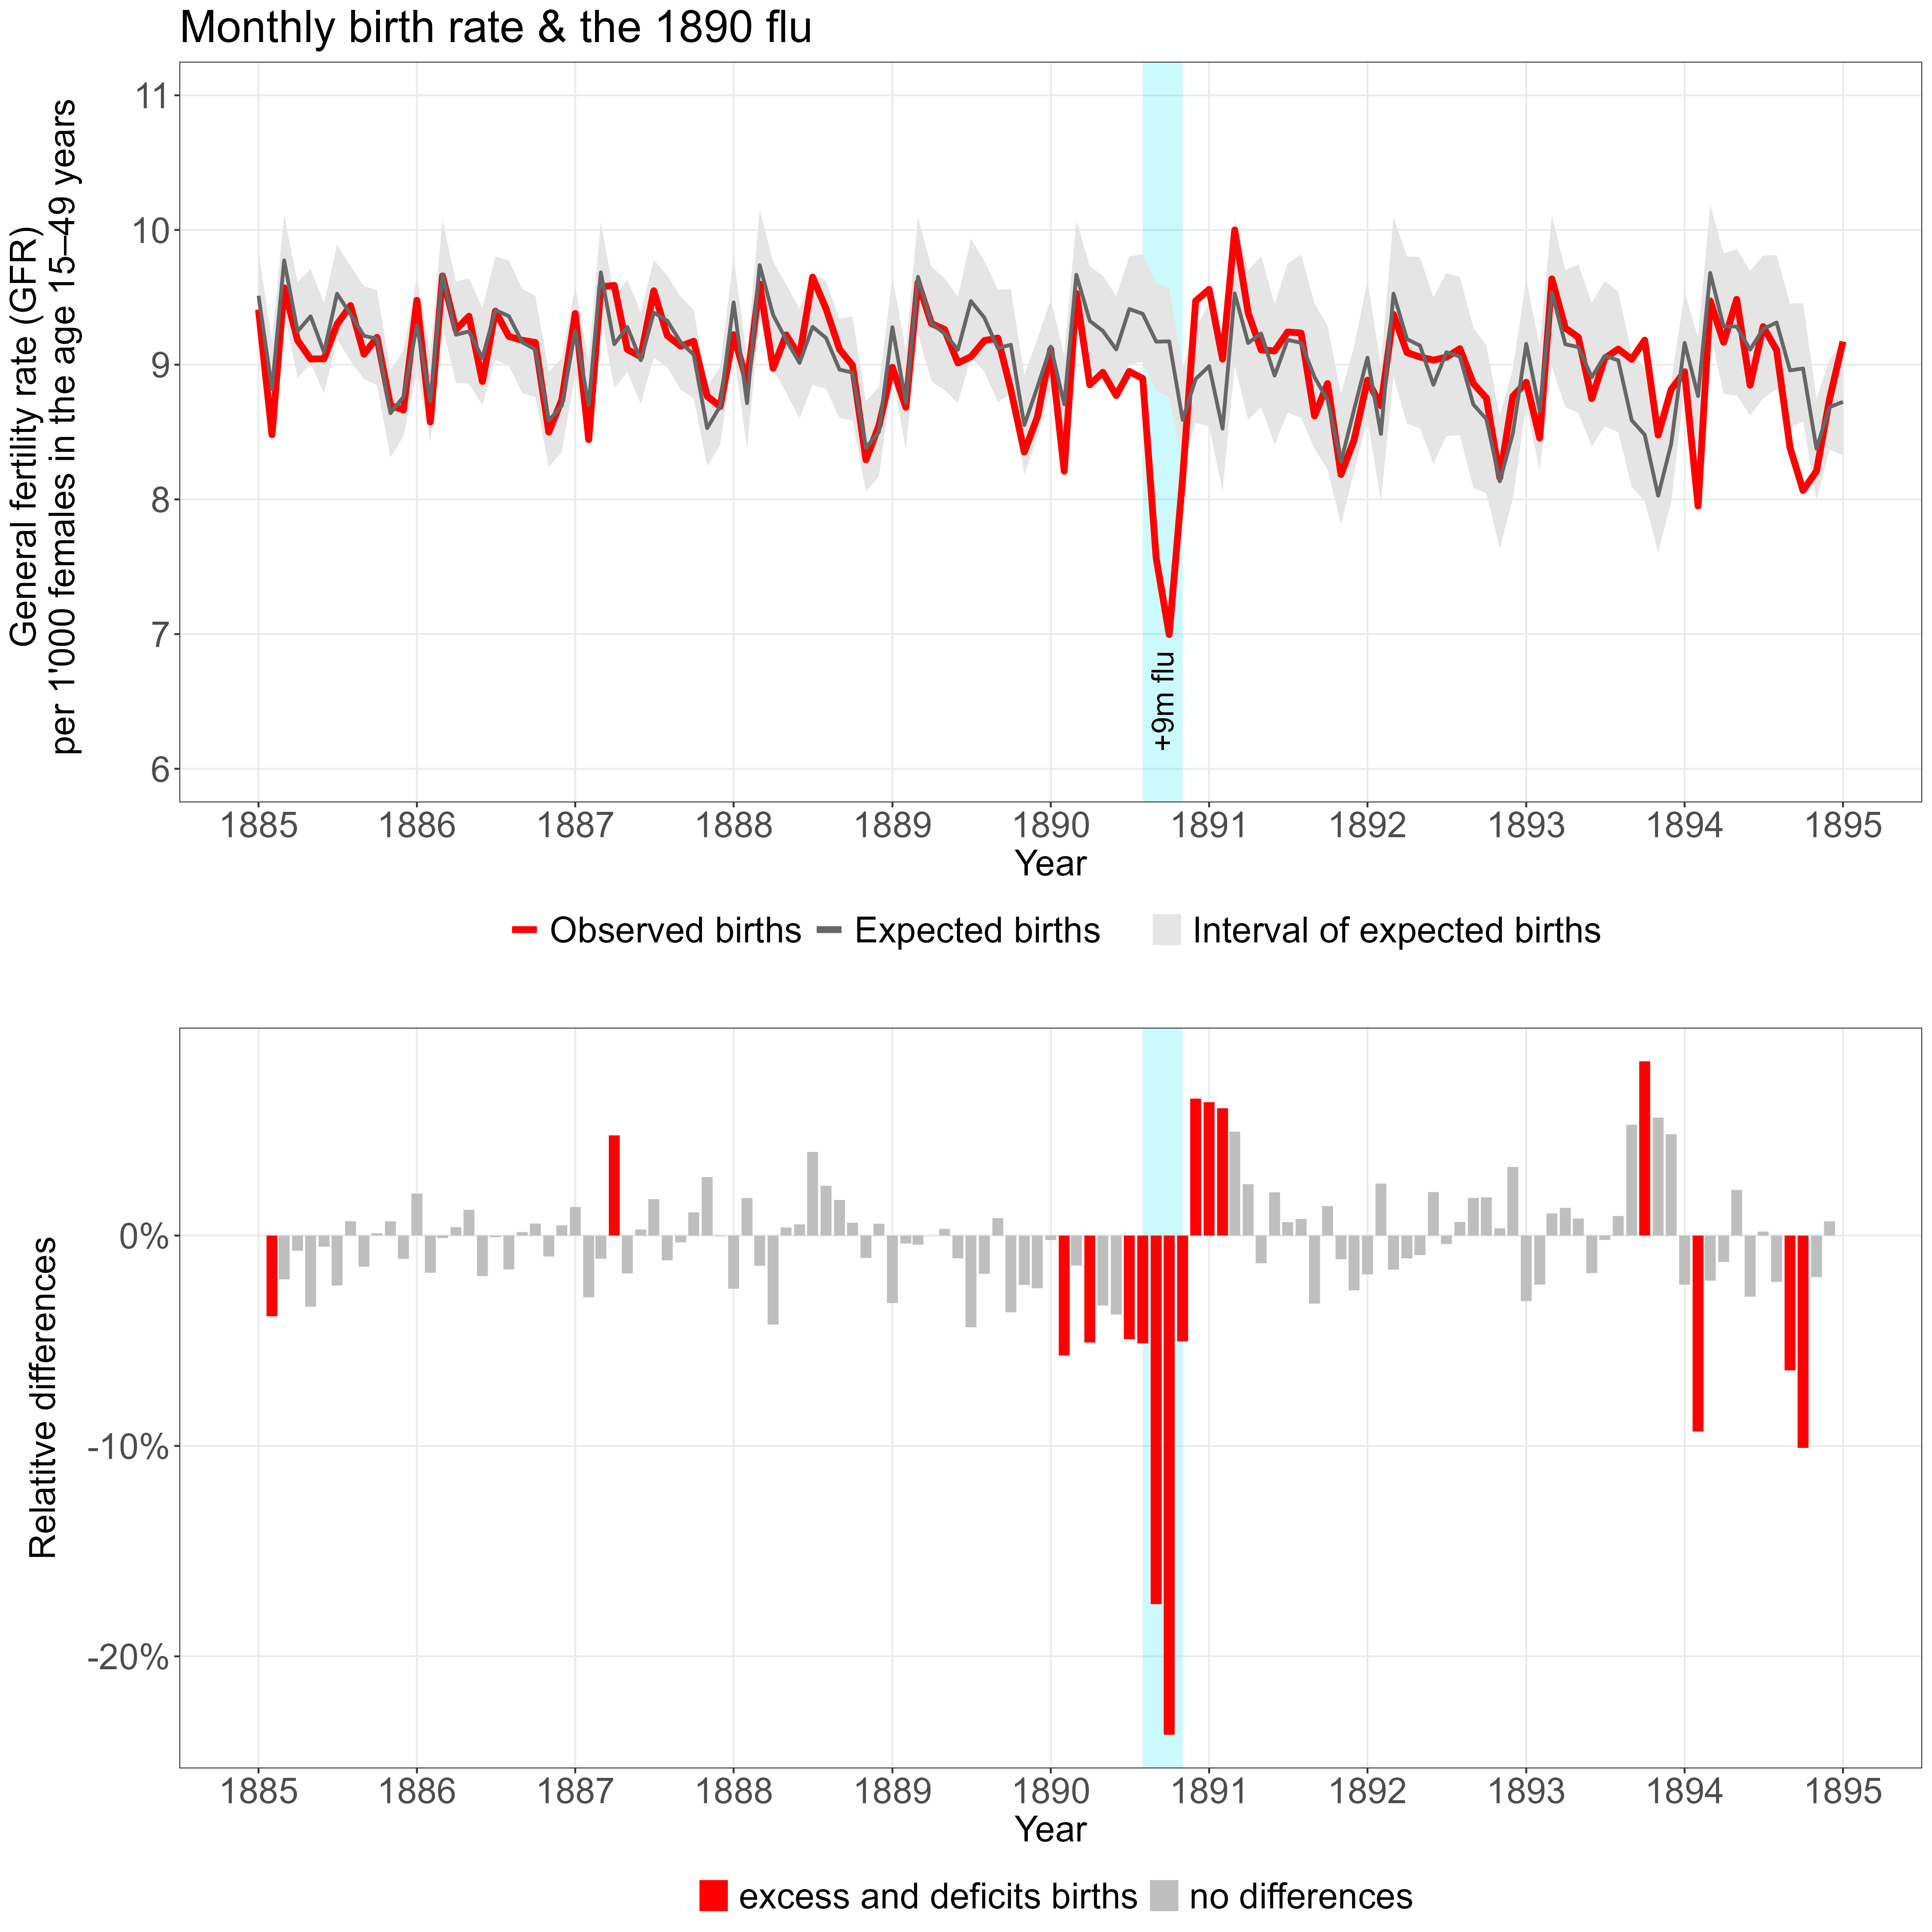 Monthly birth rate & the 1890 flu
General fertility rate (GFR)
per 1'000 females in the age 15–49 years
11
10
9
8
7
6
+9m flu
1885 1886 1887 1888 1889 1890 1891 1892 1893 1894 1895
Year
Observed births Expected births Interval of expected births
Relatitve differences
0%
-10%
-20%
1885 1886 1887 1888 1889 1890 1891 1892 1893 1894 1895
Year
excess and deficits births no differences